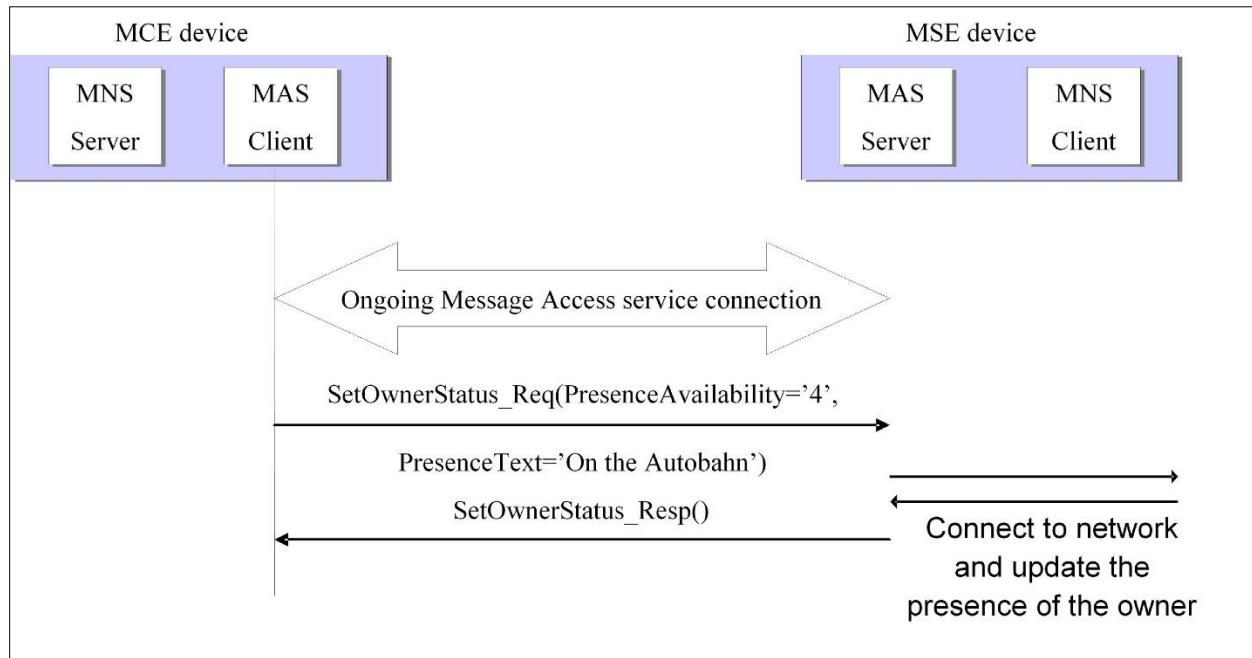 MCE device
MSE device
MNS
Server
MAS
Client
MAS
Server
MNS
Client
Ongoing Message Access service connection
SetOwnerStatus_Req(PresenceAvailability=’4’,
PresenceText=’On the Autobahn’)
SetOwnerStatus_Resp()
Connect to network
and update the
presence of the owner